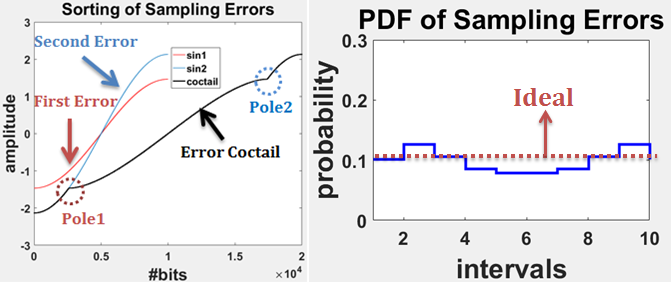 Sorting of Sampling Errors
3
2
1
0
-1
-2
-3
amplitude
Second Error
First Error
sin1
sin2
coctail
Pole2
Error Coctail
Pole1
0
0.5
1
1.5
2
#bits
×10⁴
PDF of Sampling Errors
0.3
0.2
0.1
0
probability
Ideal
2
4
6
8
10
intervals